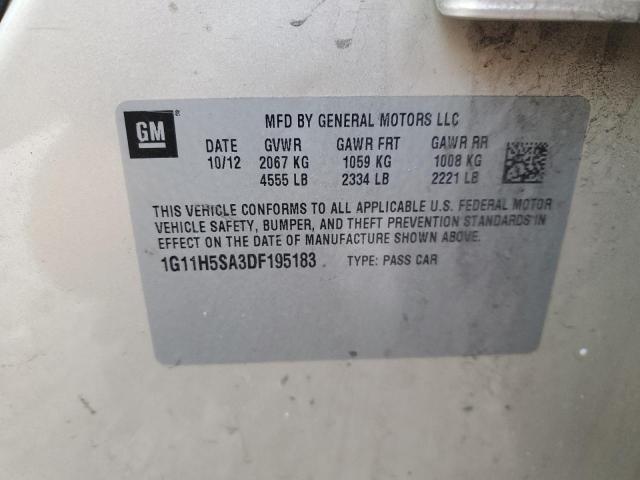 GM ®
MFD BY GENERAL MOTORS LLC
DATE GVWR GAWR FRT GAWR RR
10/12 2067 KG 1059 KG 1008 KG
4555 LB 2334 LB 2221 LB
THIS VEHICLE CONFORMS TO ALL APPLICABLE U.S. FEDERAL MOTOR
VEHICLE SAFETY, BUMPER, AND THEFT PREVENTION STANDARDS IN
EFFECT ON THE DATE OF MANUFACTURE SHOWN ABOVE.
1G11H5SA3DF195183 TYPE: PASS CAR